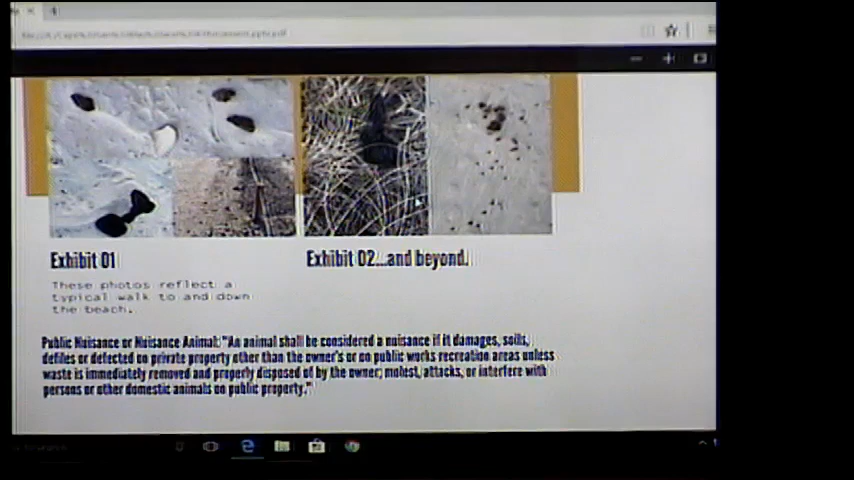 Exhibit 01
Exhibit 02...and beyond.
These photos reflect a
typical walk to and down
the beach.
Public Nuisance or Nuisance Animal: "An animal shall be considered a nuisance if it damages, soils,
defiles or defected on private property other than the owner's or on public works recreation areas unless
waste is immediately removed and properly disposed of by the owner; molest, attacks, or interfere with
persons or other domestic animals on public property."